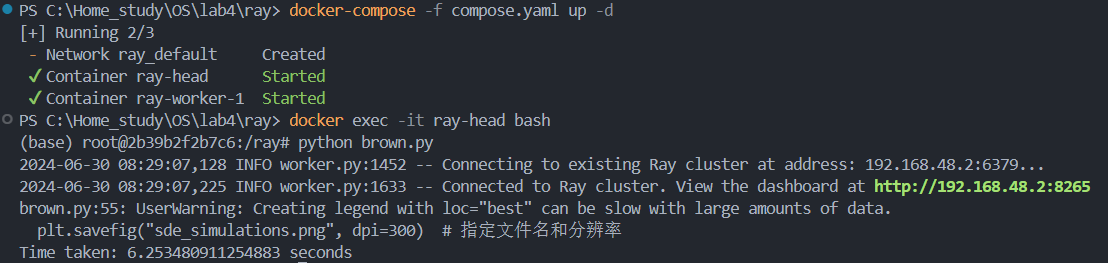 PS C:\Home_study\OS\lab4\ray> docker-compose -f compose.yaml up -d
[+] Running 2/3
 - Network ray_default     Created
 ✔ Container ray-head      Started
 ✔ Container ray-worker-1  Started
PS C:\Home_study\OS\lab4\ray> docker exec -it ray-head bash
(base) root@2b39b2f2b7c6:/ray# python brown.py
2024-06-30 08:29:07,128 INFO worker.py:1452 -- Connecting to existing Ray cluster at address: 192.168.48.2:6379...
2024-06-30 08:29:07,225 INFO worker.py:1633 -- Connected to Ray cluster. View the dashboard at http://192.168.48.2:8265
brown.py:55: UserWarning: Creating legend with loc="best" can be slow with large amounts of data.
  plt.savefig("sde_simulations.png", dpi=300)  # 指定文件名和分辨率
Time taken: 6.253480911254883 seconds